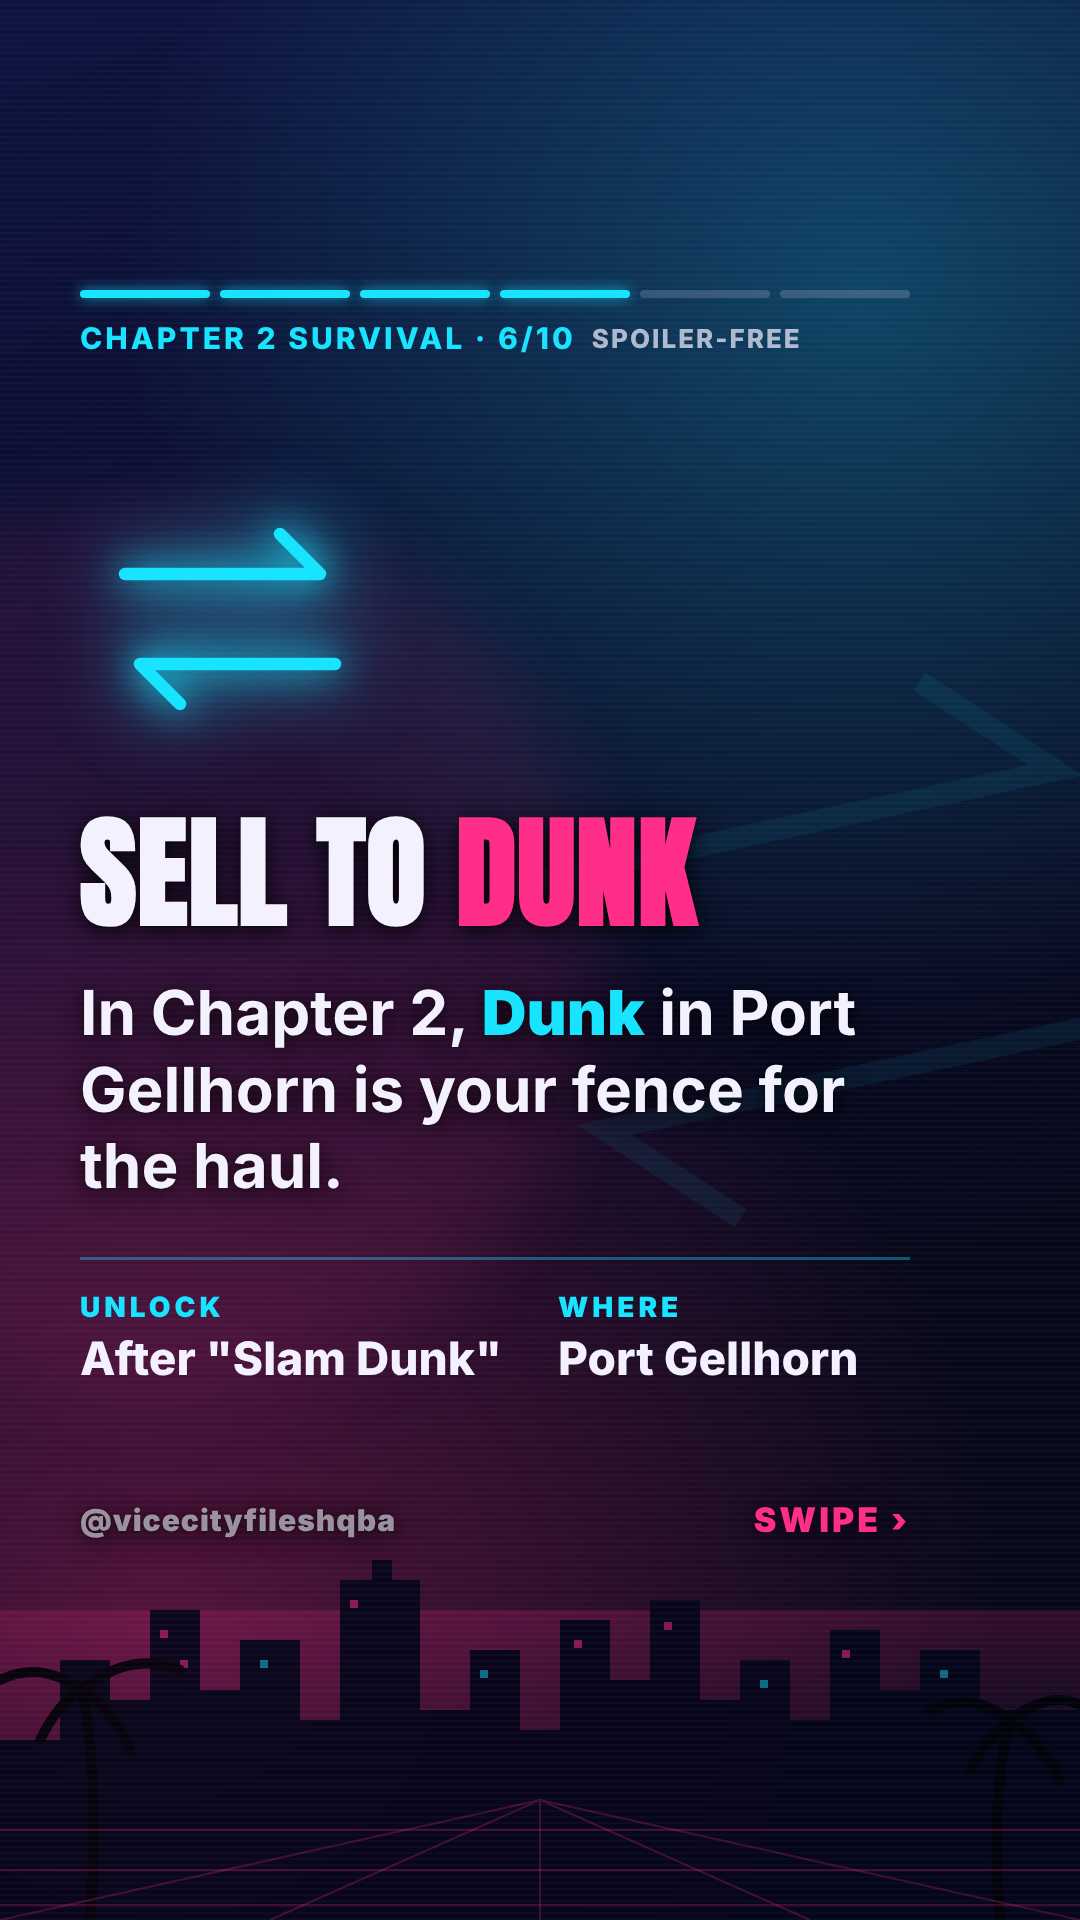 CHAPTER 2 SURVIVAL · 6/10 SPOILER-FREE
SELL TO DUNK
In Chapter 2, Dunk in Port
Gellhorn is your fence for
the haul.
UNLOCK
After "Slam Dunk"
WHERE
Port Gellhorn
@vicecityfileshqba
SWIPE ›